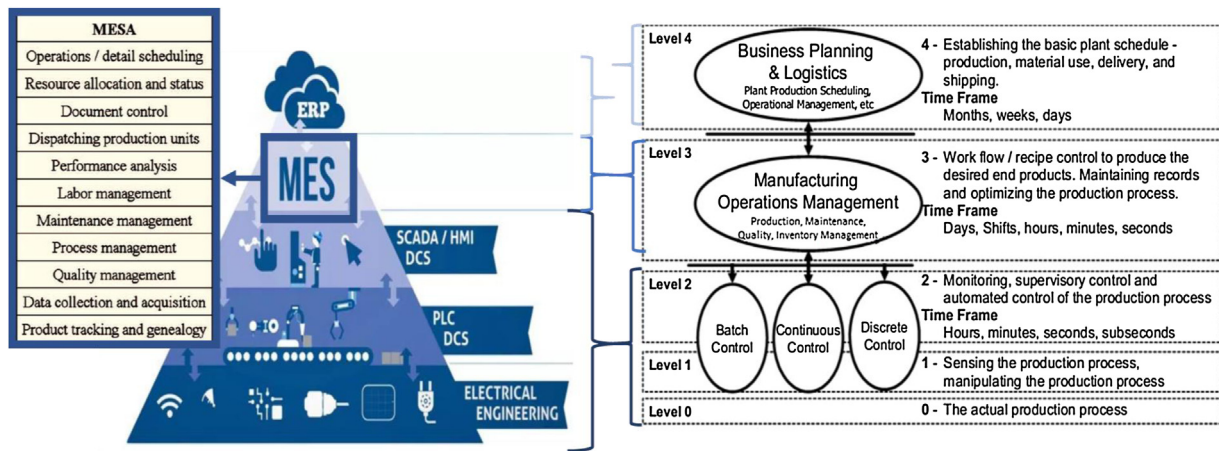 MESA
Operations / detail scheduling
Resource allocation and status
Document control
Dispatching production units
Performance analysis
Labor management
Maintenance management
Process management
Quality management
Data collection and acquisition
Product tracking and genealogy
ERP
MES
SCADA / HMI
DCS
PLC
DCS
ELECTRICAL
ENGINEERING
Level 4
Business Planning
& Logistics
Plant Production Scheduling,
Operational Management, etc
4 - Establishing the basic plant schedule -
production, material use, delivery, and
shipping.
Time Frame
Months, weeks, days
Level 3
Manufacturing
Operations Management
Production, Maintenance,
Quality, Inventory Management
3 - Work flow / recipe control to produce the
desired end products. Maintaining records
and optimizing the production process.
Time Frame
Days, Shifts, hours, minutes, seconds
Level 2
Batch
Control
Continuous
Control
Discrete
Control
2 - Monitoring, supervisory control and
automated control of the production process
Time Frame
Hours, minutes, seconds, subseconds
Level 1
1 - Sensing the production process,
manipulating the production process
Level 0
0 - The actual production process